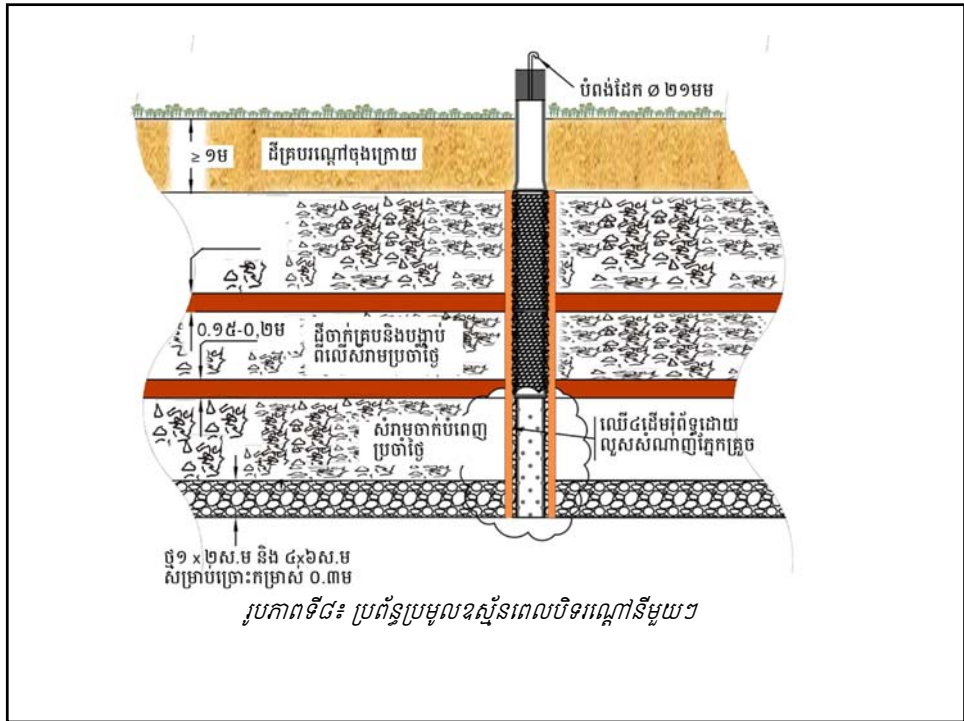 បំពង់ដែក Ø ២១មម
≥ ១ម
ដីគ្របរណ្តៅចុងក្រោយ
0.១៥-0,២ម
ដីចាក់គ្របនិងបង្ហាប់
ពីលើសំរាមប្រចាំថ្ងៃ
សំរាមចាក់បំពេញ
ប្រចាំថ្ងៃ
ឈើ៤ដើមរុំព័ទ្ធដោយ
លួសសំណាញ់ភ្នែកត្រួច
ថ្ម១ x ២ស.ម និង ៤x៦ស.ម
សម្រាប់ច្រោះកម្រាស់ 0.៣ម
រូបភាពទី៨៖ ប្រព័ន្ធប្រមូលឧស្ម័នពេលបិទរណ្តៅនីមួយៗ